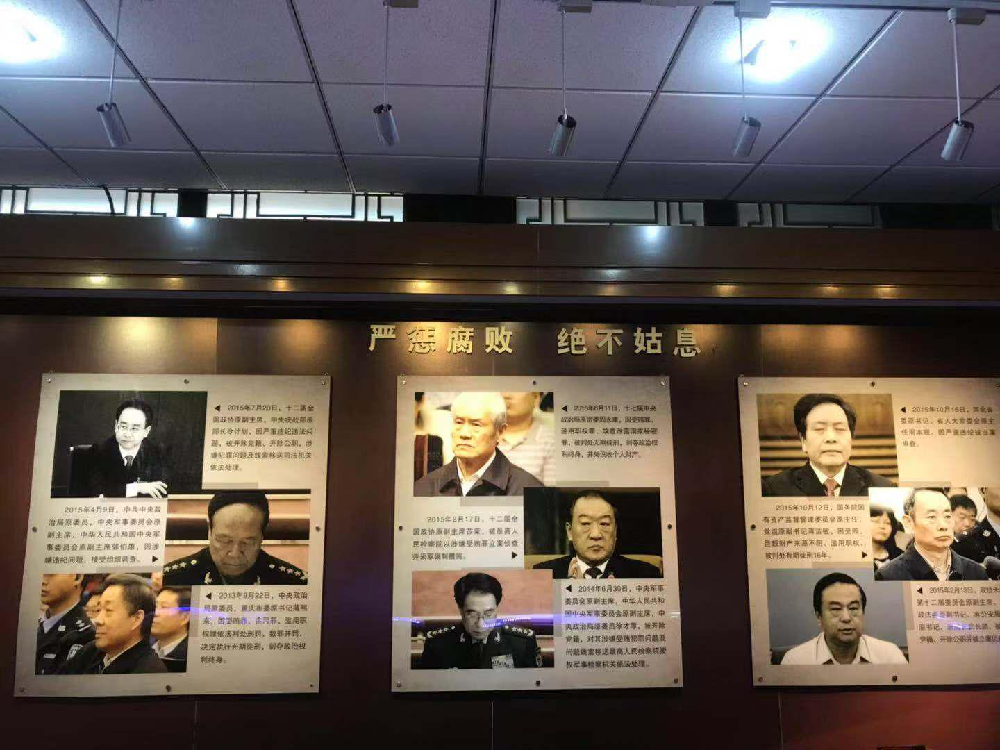 严惩腐败 绝不姑息
◀ 2015年7月20日，十二届全
国政协原副主席，中央统战部原
部长令计划，因严重违纪违法问
题，被开除党籍、开除公职，涉
嫌犯罪问题及线索移送司法机关
依法处理。
2015年4月9日，中共中央政
治局原委员，中央军事委员会原
副主席，中华人民共和国中央军
事委员会原副主席郭伯雄，因涉
嫌违纪问题，接受组织调查。 ▶
◀ 2013年9月22日，中央政治
局原委员，重庆市委原书记薄熙
来，因受贿罪、贪污罪、滥用职
权罪依法判处刑罚，数罪并罚，
决定执行无期徒刑，剥夺政治权
利终身。
◀ 2015年6月11日，十七届中央
政治局原常委周永康，因受贿罪、
滥用职权罪、故意泄露国家秘密
罪，被判处无期徒刑，剥夺政治权
利终身，并处没收个人财产。
2015年2月17日，十二届全
国政协原副主席苏荣，被最高人
民检察院以涉嫌受贿罪立案侦查
并采取强制措施。 ▶
◀ 2014年6月30日，中央军事
委员会原副主席，中华人民共和
国中央军事委员会原副主席，中
央政治局原委员徐才厚，被开除
党籍，对其涉嫌受贿犯罪问题及
问题线索移送最高人民检察院授
权军事检察机关依法处理。
◀ 2015年10月16日，河北省
委原书记、省人大常委会原主
任周本顺，因严重违纪被立案
审查。
2015年10月12日，国务院国
有资产监督管理委员会原主任，
党组原副书记蒋洁敏，因受贿、
巨额财产来源不明、滥用职权，
被判处有期徒刑16年。 ▶
◀ 2015年2月13日，政协天
第十二届委员会原副主席，
政法委原副书记、市公安局
原书记、局长武长顺，被
党籍、开除公职并被立案侦